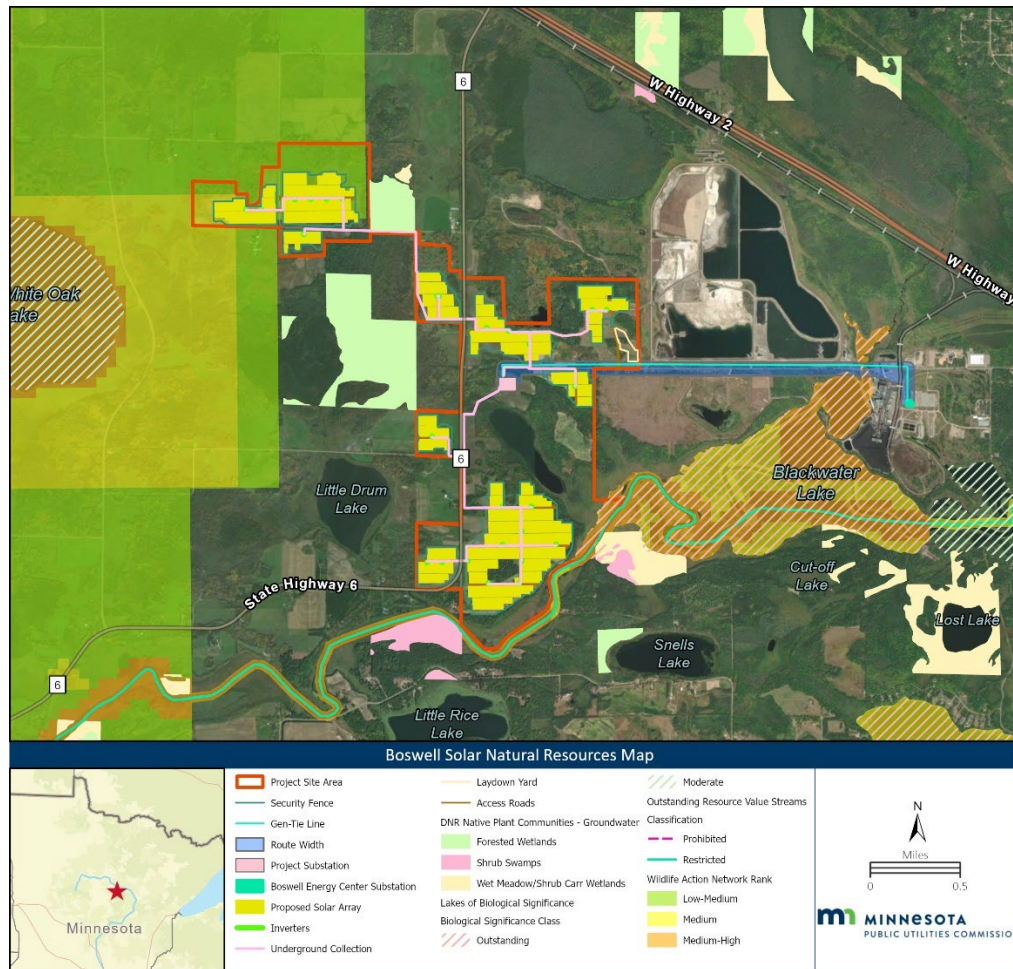 6
W Highway 2
W Highway
White Oak
Lake
6
Little Drum
Lake
Blackwater
Lake
State Highway 6
Cut-off
Lake
Lost Lake
Snells
Lake
6
Little Rice
Lake
Boswell Solar Natural Resources Map
Minnesota
Project Site Area
Security Fence
Gen-Tie Line
Route Width
Project Substation
Boswell Energy Center Substation
Proposed Solar Array
Inverters
Underground Collection
Laydown Yard
Access Roads
DNR Native Plant Communities - Groundwater
Forested Wetlands
Shrub Swamps
Wet Meadow/Shrub Carr Wetlands
Lakes of Biological Significance
Biological Significance Class
Outstanding
Moderate
Outstanding Resource Value Streams
Classification
Prohibited
Restricted
Wildlife Action Network Rank
Low-Medium
Medium
Medium-High
N
Miles
0 0.5
MINNESOTA
PUBLIC UTILITIES COMMISSIO